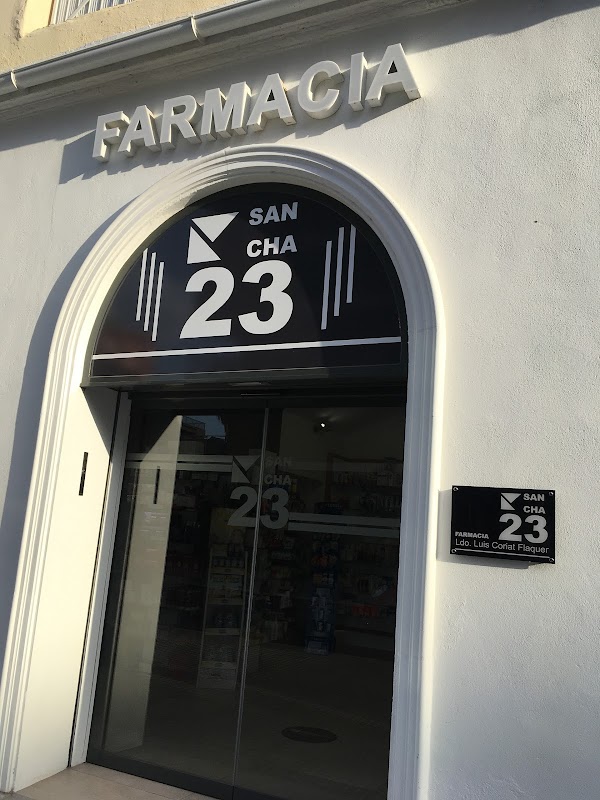 FARMACIA
SAN
CHA
23
SAN
CHA
23
SAN
CHA
23
FARMACIA
Ldo. Luis Coriat Flaquer